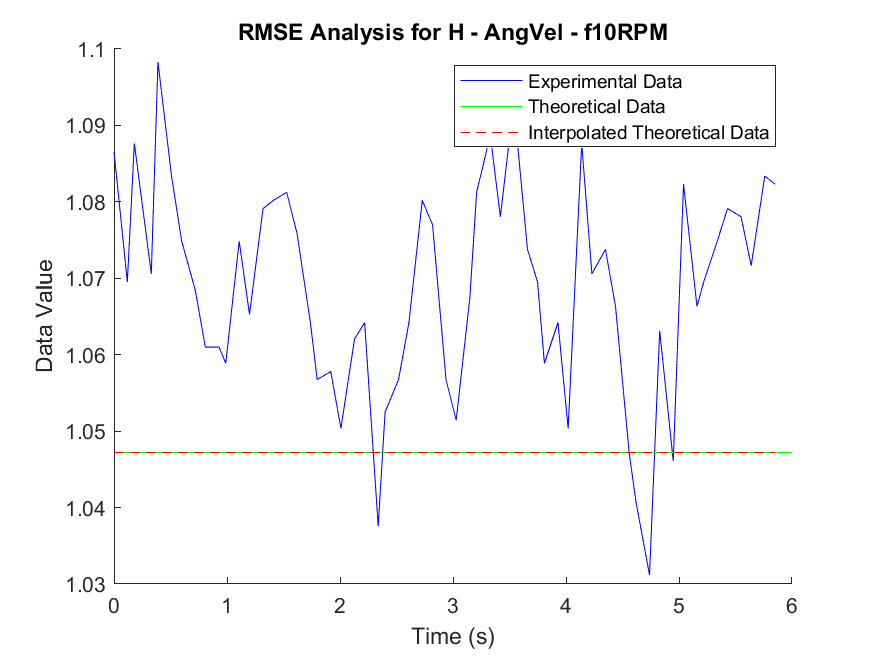 RMSE Analysis for H - AngVel - f10RPM
Experimental Data
Theoretical Data
Interpolated Theoretical Data
1.1
1.09
1.08
1.07
1.06
1.05
1.04
1.03
Data Value
0 1 2 3 4 5 6
Time (s)